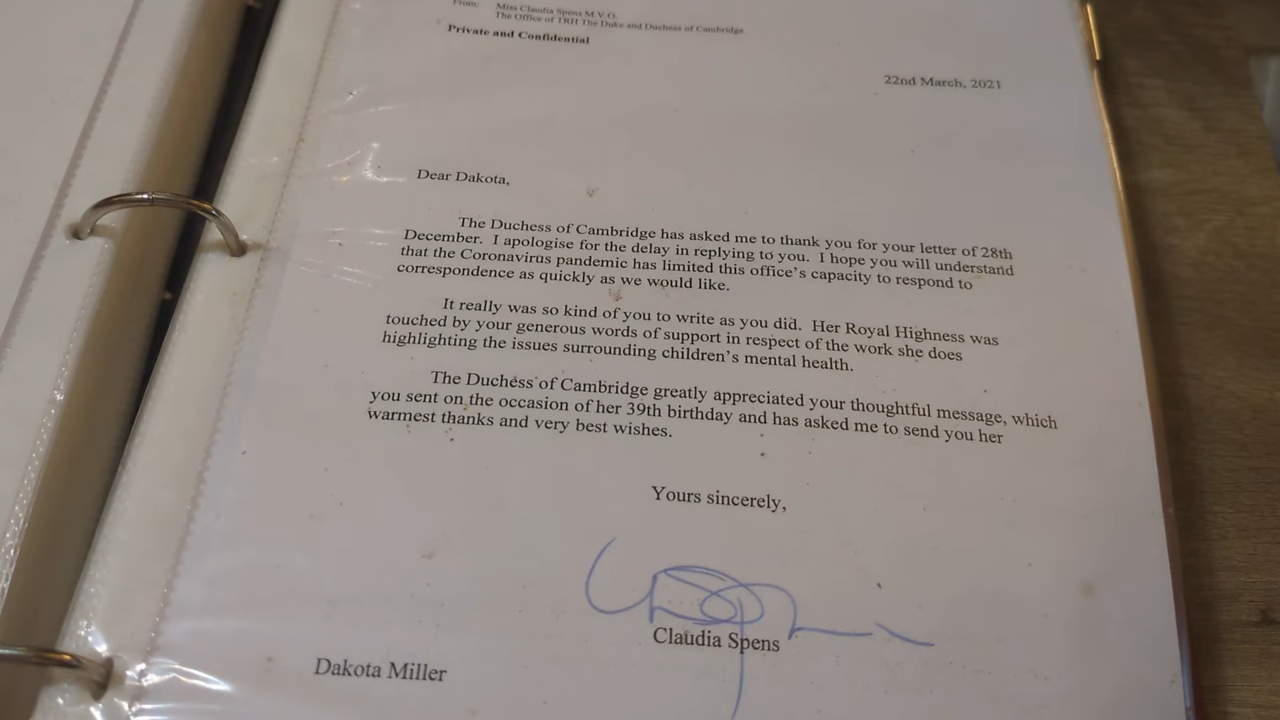 From: Miss Claudia Spens M.V.O.
The Office of TRH The Duke and Duchess of Cambridge
Private and Confidential
22nd March, 2021
Dear Dakota,
The Duchess of Cambridge has asked me to thank you for your letter of 28th
December. I apologise for the delay in replying to you. I hope you will understand
that the Coronavirus pandemic has limited this office's capacity to respond to
correspondence as quickly as we would like.
It really was so kind of you to write as you did. Her Royal Highness was
touched by your generous words of support in respect of the work she does
highlighting the issues surrounding children's mental health.
The Duchess of Cambridge greatly appreciated your thoughtful message, which
you sent on the occasion of her 39th birthday and has asked me to send you her
warmest thanks and very best wishes.
Yours sincerely,
Claudia Spens
Dakota Miller